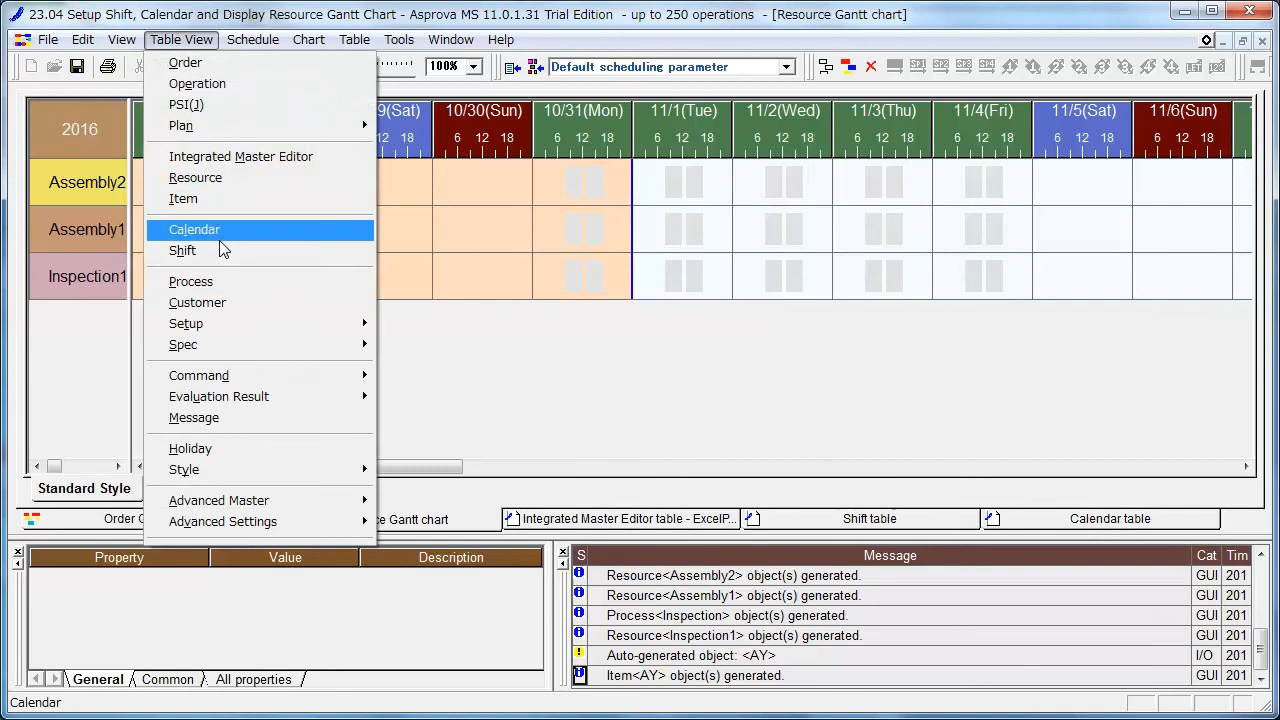 23.04 Setup Shift, Calendar and Display Resource Gantt Chart - Asprova MS 11.0.1.31 Trial Edition - up to 250 operations - [Resource Gantt chart]
File Edit View Table View Schedule Chart Table Tools Window Help
100% Default scheduling parameter
Order
Operation
PSI(J)
Plan
Integrated Master Editor
Resource
Item
Calendar
Shift
Process
Customer
Setup
Spec
Command
Evaluation Result
Message
Holiday
Style
Advanced Master
Advanced Settings
2016
9(Sat) 10/30(Sun) 10/31(Mon) 11/1(Tue) 11/2(Wed) 11/3(Thu) 11/4(Fri) 11/5(Sat) 11/6(Sun)
12 18 6 12 18 6 12 18 6 12 18 6 12 18 6 12 18 6 12 18 6 12 18 6 12 18
Assembly2
Assembly1
Inspection1
Standard Style
Order G ce Gantt chart Integrated Master Editor table - ExcelP... Shift table Calendar table
Property Value Description
General Common All properties
S Message Cat Tim
Resource<Assembly2> object(s) generated. GUI 201
Resource<Assembly1> object(s) generated. GUI 201
Process<Inspection> object(s) generated. GUI 201
Resource<Inspection1> object(s) generated. GUI 201
Auto-generated object: <AY> I/O 201
Item<AY> object(s) generated. GUI 201
Calendar